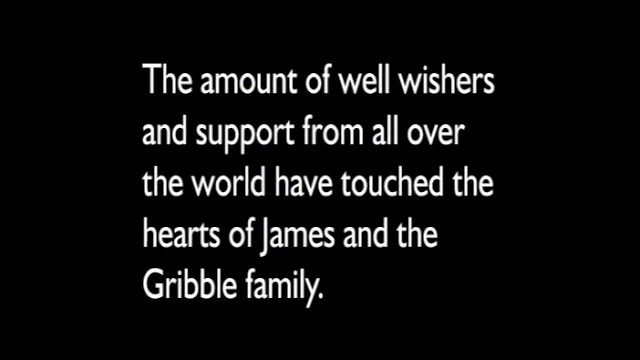 The amount of well wishers
and support from all over
the world have touched the
hearts of James and the
Gribble family.